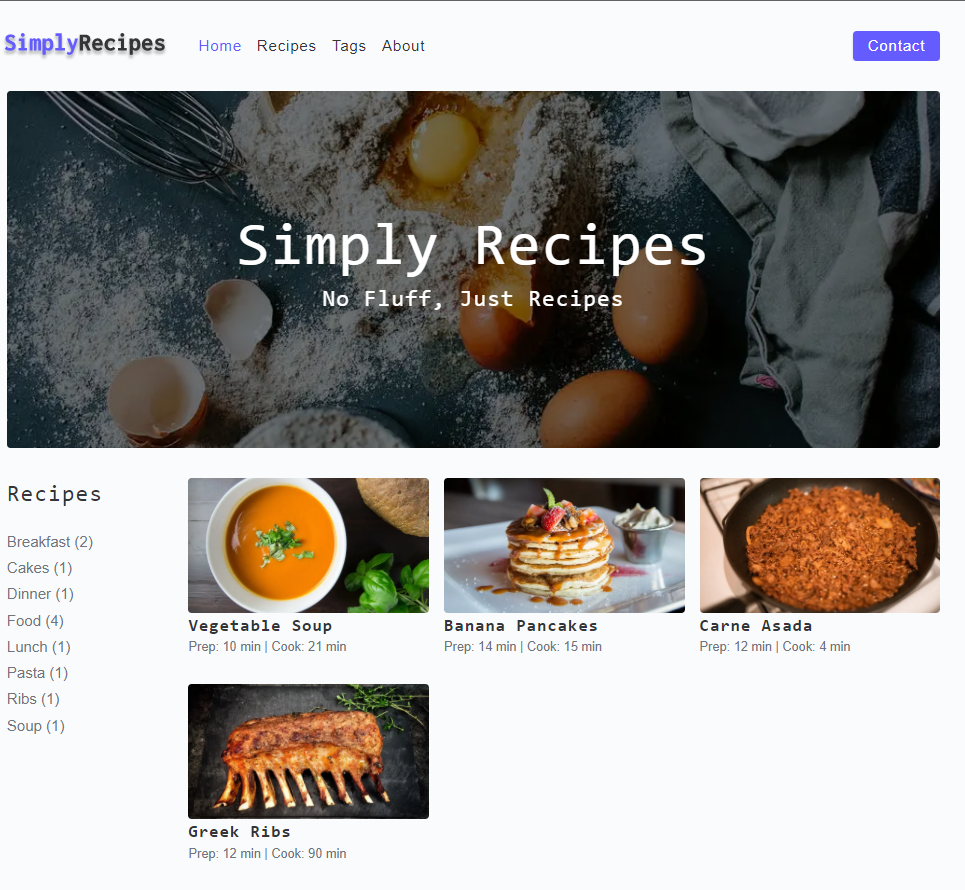 SimplyRecipes Home Recipes Tags About Contact
Simply Recipes
No Fluff, Just Recipes
Recipes
Breakfast (2)
Cakes (1)
Dinner (1)
Food (4)
Lunch (1)
Pasta (1)
Ribs (1)
Soup (1)
Vegetable Soup
Prep: 10 min | Cook: 21 min
Banana Pancakes
Prep: 14 min | Cook: 15 min
Carne Asada
Prep: 12 min | Cook: 4 min
Greek Ribs
Prep: 12 min | Cook: 90 min